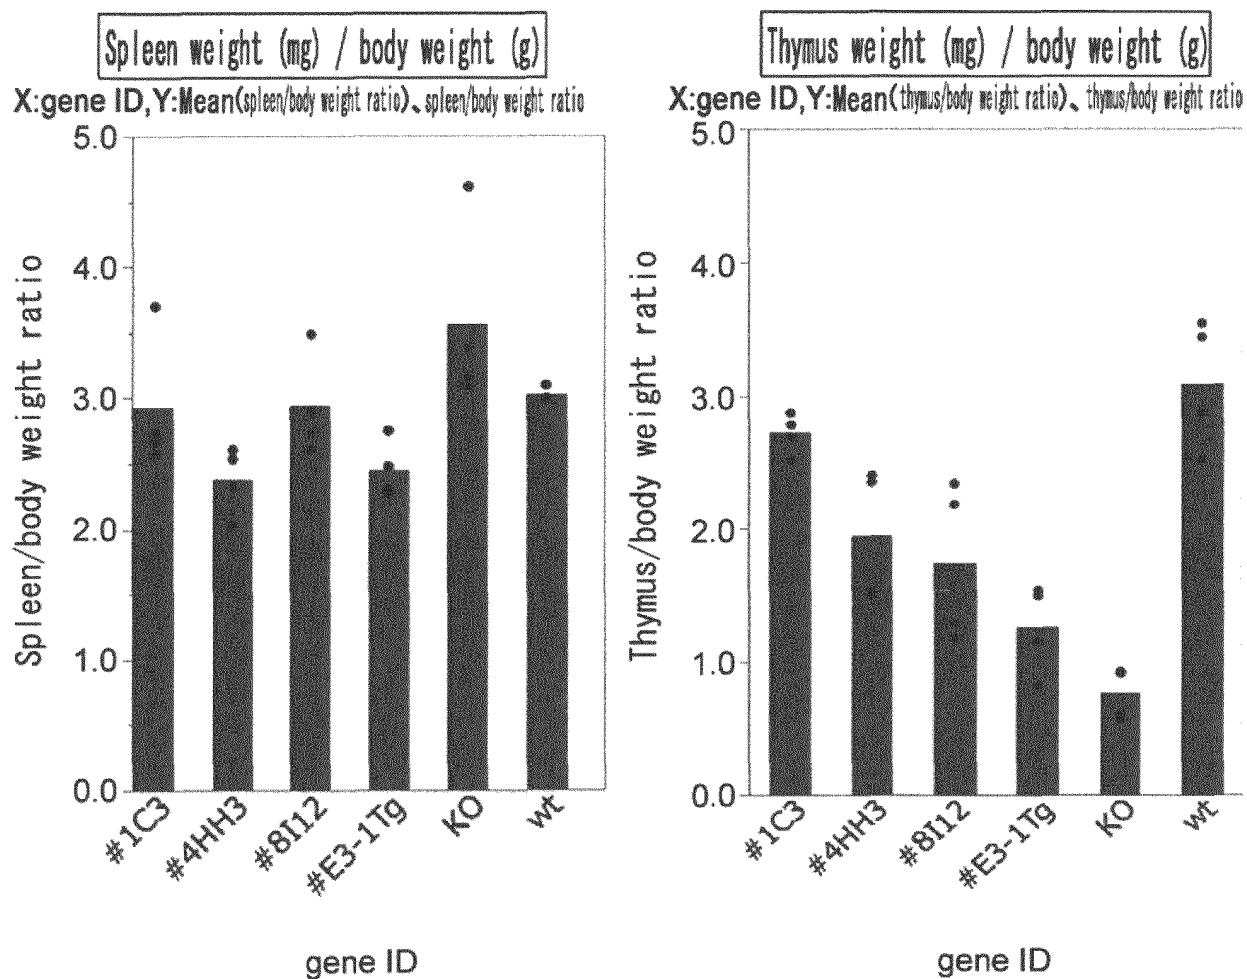 Spleen weight (mg) / body weight (g)
X:gene ID,Y:Mean(spleen/body weight ratio)、spleen/body weight ratio
5.0
4.0
3.0
2.0
1.0
0.0
Spleen/body weight ratio
#1C3
#4HH3
#8I12
#E3-1Tg
KO
wt
gene ID
Thymus weight (mg) / body weight (g)
X:gene ID,Y:Mean(thymus/body weight ratio)、thymus/body weight ratio
5.0
4.0
3.0
2.0
1.0
0.0
Thymus/body weight ratio
#1C3
#4HH3
#8I12
#E3-1Tg
KO
wt
gene ID